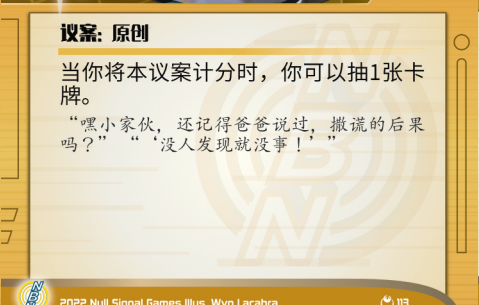 议案: 原创
当你将本议案计分时，你可以抽1张卡
牌。
“嘿小家伙，还记得爸爸说过，撒谎的后果
吗？” “‘没人发现就没事！’”
NBN
NBN
2022 Null Signal Games Illus. Wyn Lacabra
113